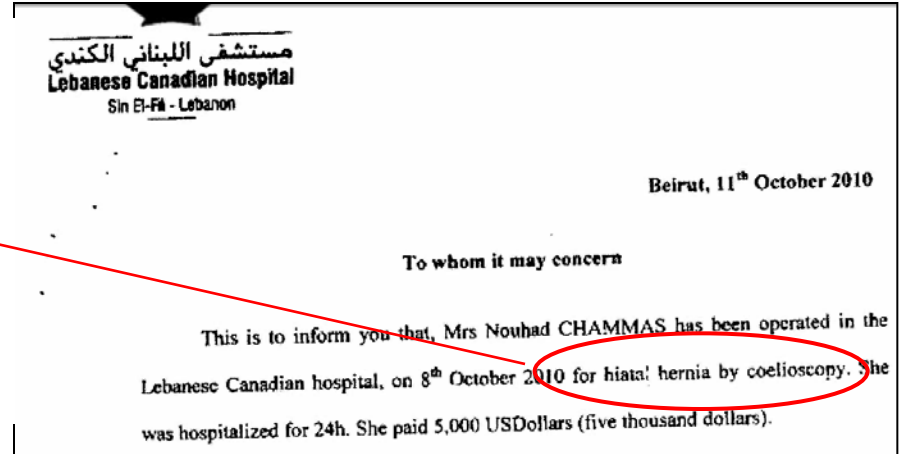 مستشفى اللبناني الكندي
Lebanese Canadian Hospital
Sin El-Fil - Lebanon
Beirut, 11th October 2010
To whom it may concern
This is to inform you that, Mrs Nouhad CHAMMAS has been operated in the
Lebanese Canadian hospital, on 8th October 2010 for hiatal hernia by coelioscopy. She
was hospitalized for 24h. She paid 5,000 USDollars (five thousand dollars).